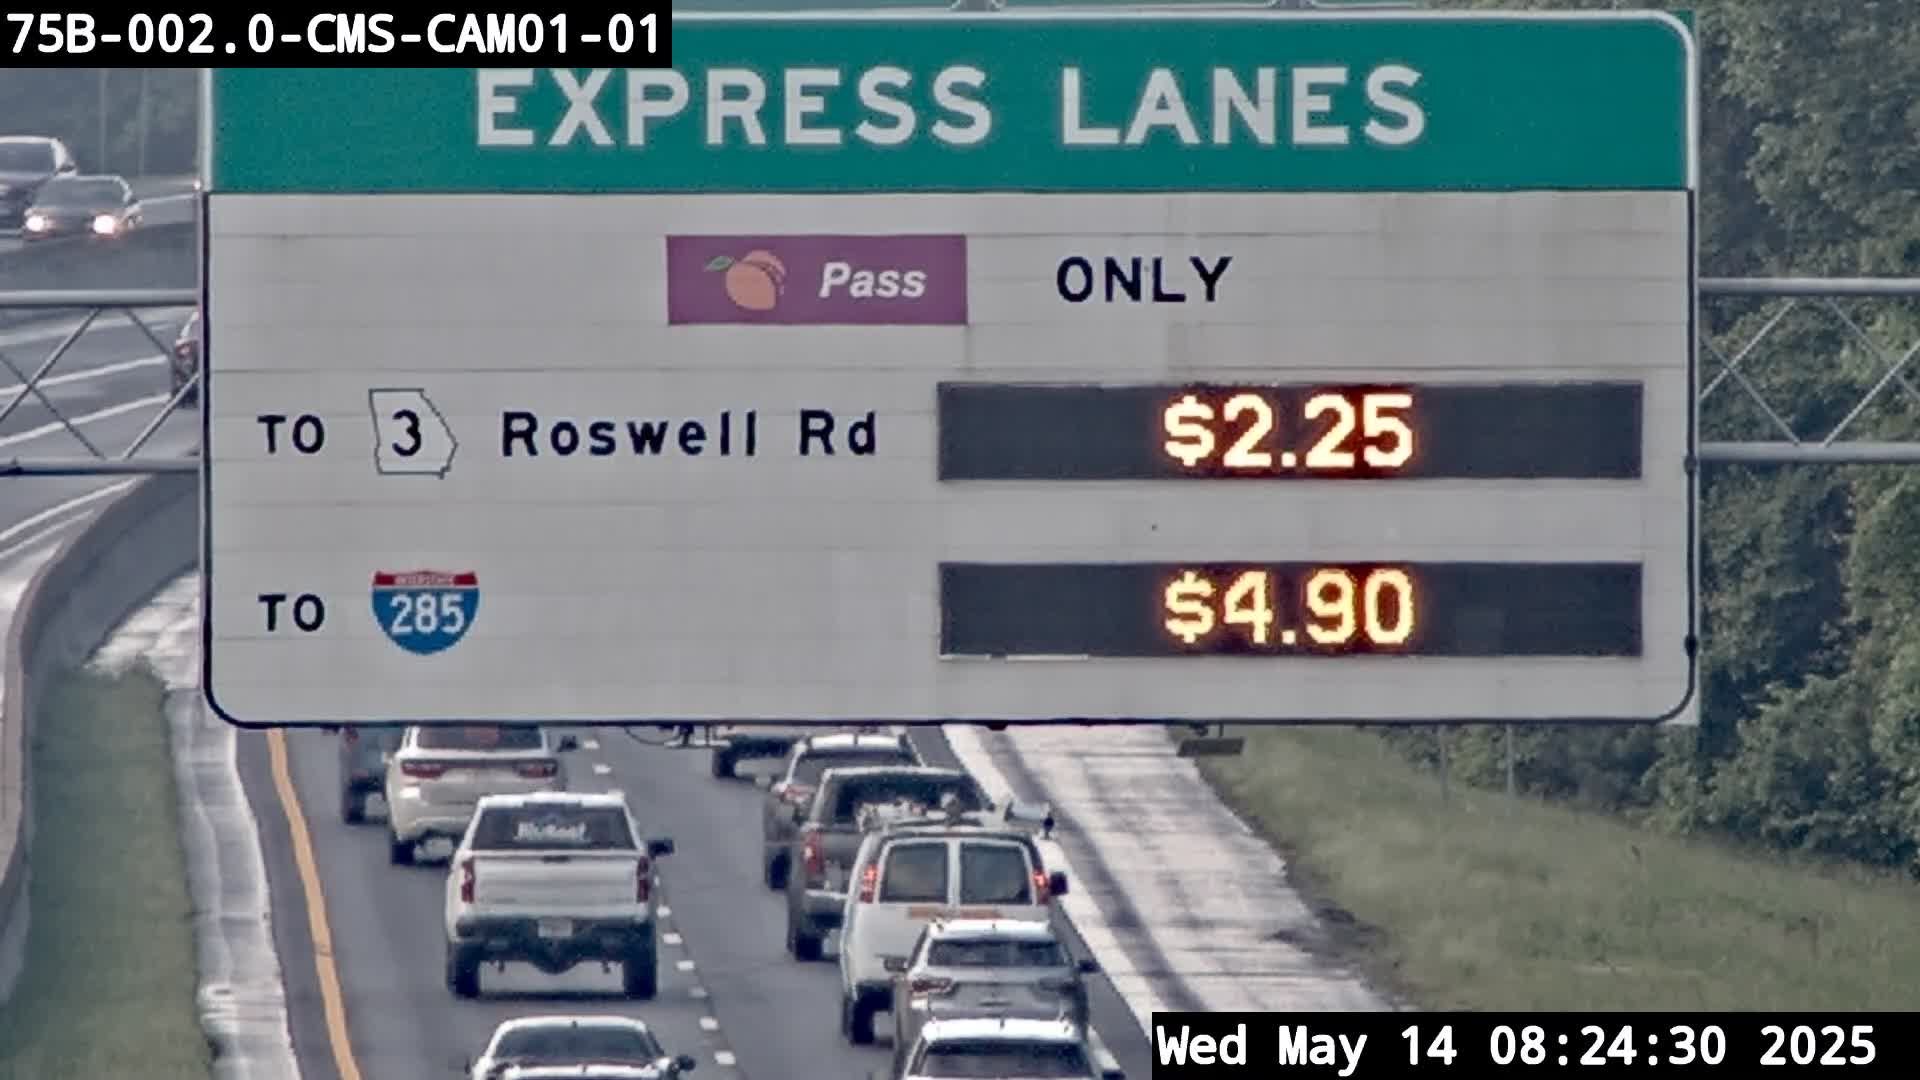 75B-002.0-CMS-CAM01-01
EXPRESS LANES
Pass ONLY
TO 3 Roswell Rd $2.25
INTERSTATE
TO 285 $4.90
Wed May 14 08:24:30 2025